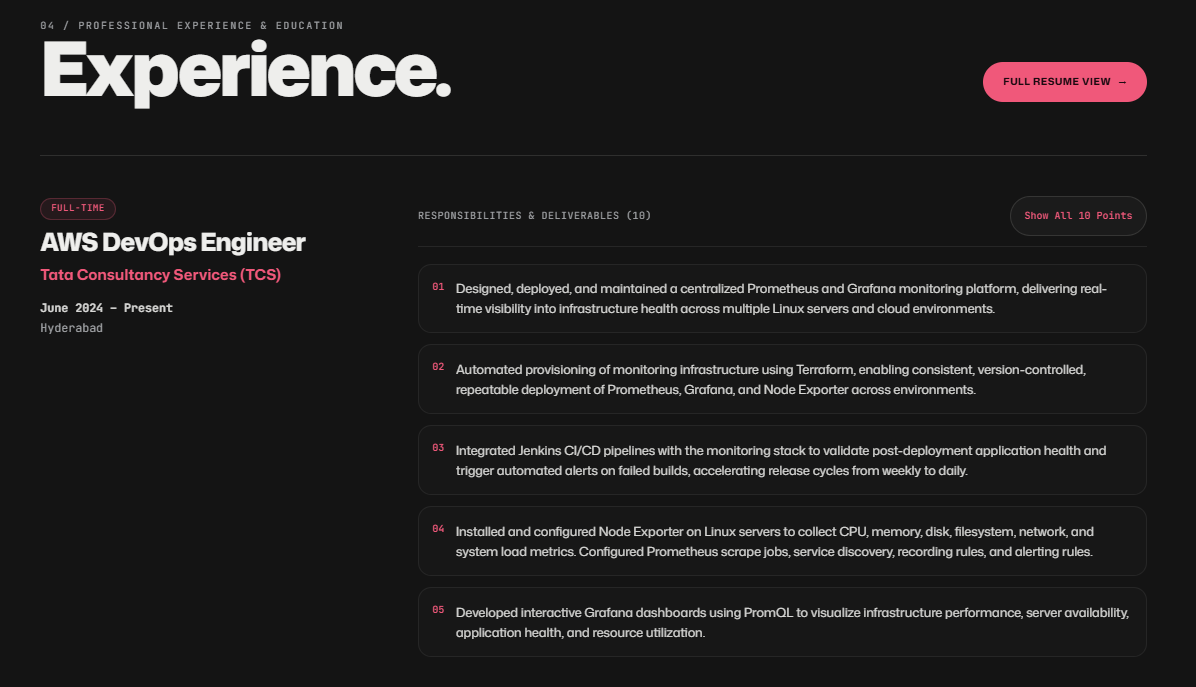 04 / PROFESSIONAL EXPERIENCE & EDUCATION
Experience.
FULL RESUME VIEW →
FULL-TIME
AWS DevOps Engineer
Tata Consultancy Services (TCS)
June 2024 – Present
Hyderabad
RESPONSIBILITIES & DELIVERABLES (10)
Show All 10 Points
01 Designed, deployed, and maintained a centralized Prometheus and Grafana monitoring platform, delivering real-
time visibility into infrastructure health across multiple Linux servers and cloud environments.
02 Automated provisioning of monitoring infrastructure using Terraform, enabling consistent, version-controlled,
repeatable deployment of Prometheus, Grafana, and Node Exporter across environments.
03 Integrated Jenkins CI/CD pipelines with the monitoring stack to validate post-deployment application health and
trigger automated alerts on failed builds, accelerating release cycles from weekly to daily.
04 Installed and configured Node Exporter on Linux servers to collect CPU, memory, disk, filesystem, network, and
system load metrics. Configured Prometheus scrape jobs, service discovery, recording rules, and alerting rules.
05 Developed interactive Grafana dashboards using PromQL to visualize infrastructure performance, server availability,
application health, and resource utilization.